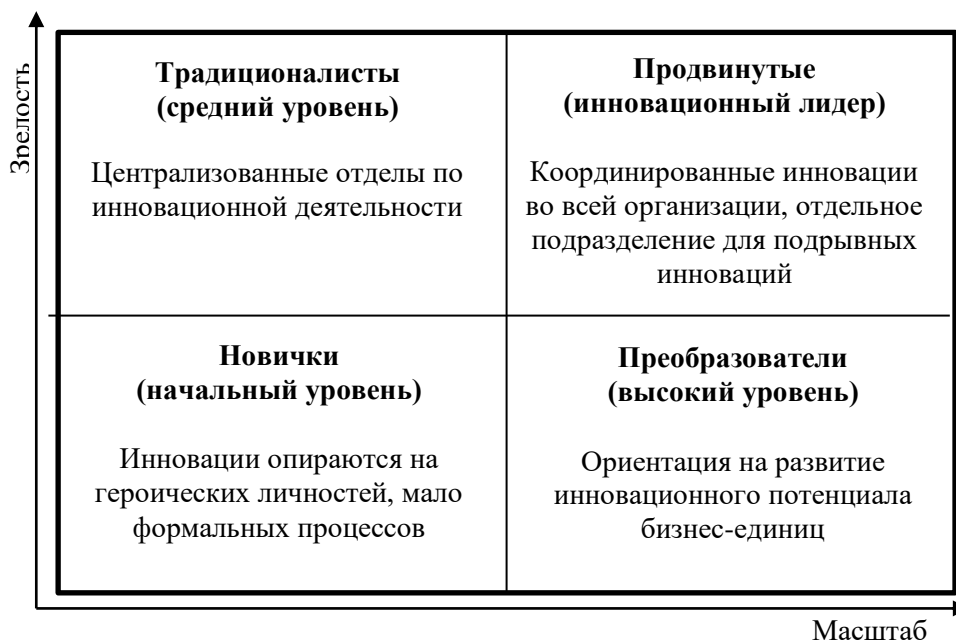 Зрелость
Традиционалисты
(средний уровень)
Централизованные отделы по
инновационной деятельности
Продвинутые
(инновационный лидер)
Координированные инновации
во всей организации, отдельное
подразделение для подрывных
инноваций
Новички
(начальный уровень)
Инновации опираются на
героических личностей, мало
формальных процессов
Преобразователи
(высокий уровень)
Ориентация на развитие
инновационного потенциала
бизнес-единиц
Масштаб